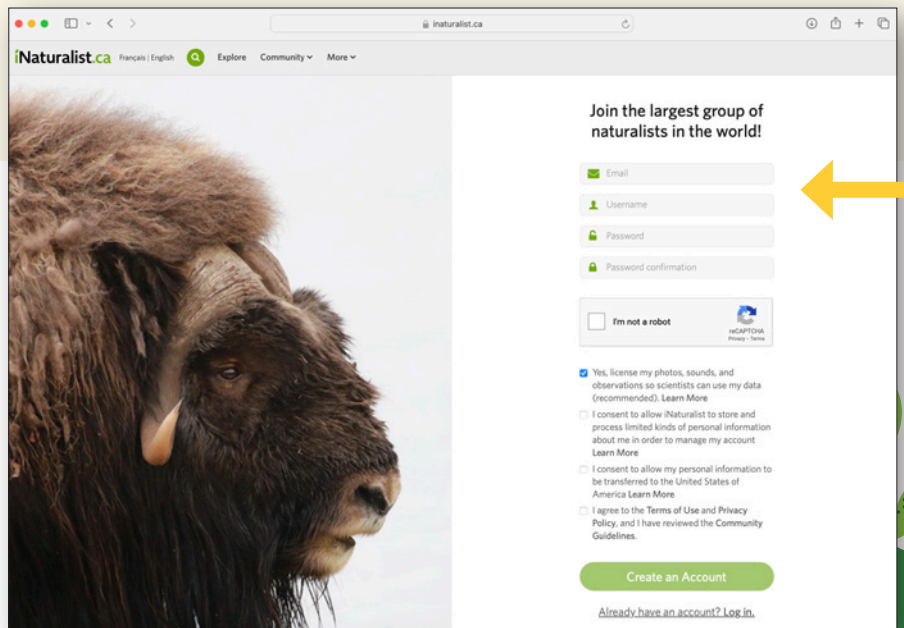 inaturalist.ca
iNaturalist.ca Français | English Explore Community More
Join the largest group of
naturalists in the world!
Email
Username
Password
Password confirmation
I'm not a robot
reCAPTCHA
Privacy - Terms
Yes, license my photos, sounds, and
observations so scientists can use my data
(recommended). Learn More
I consent to allow iNaturalist to store and
process limited kinds of personal information
about me in order to manage my account
Learn More
I consent to allow my personal information to
be transferred to the United States of
America Learn More
I agree to the Terms of Use and Privacy
Policy, and I have reviewed the Community
Guidelines.
Create an Account
Already have an account? Log in.